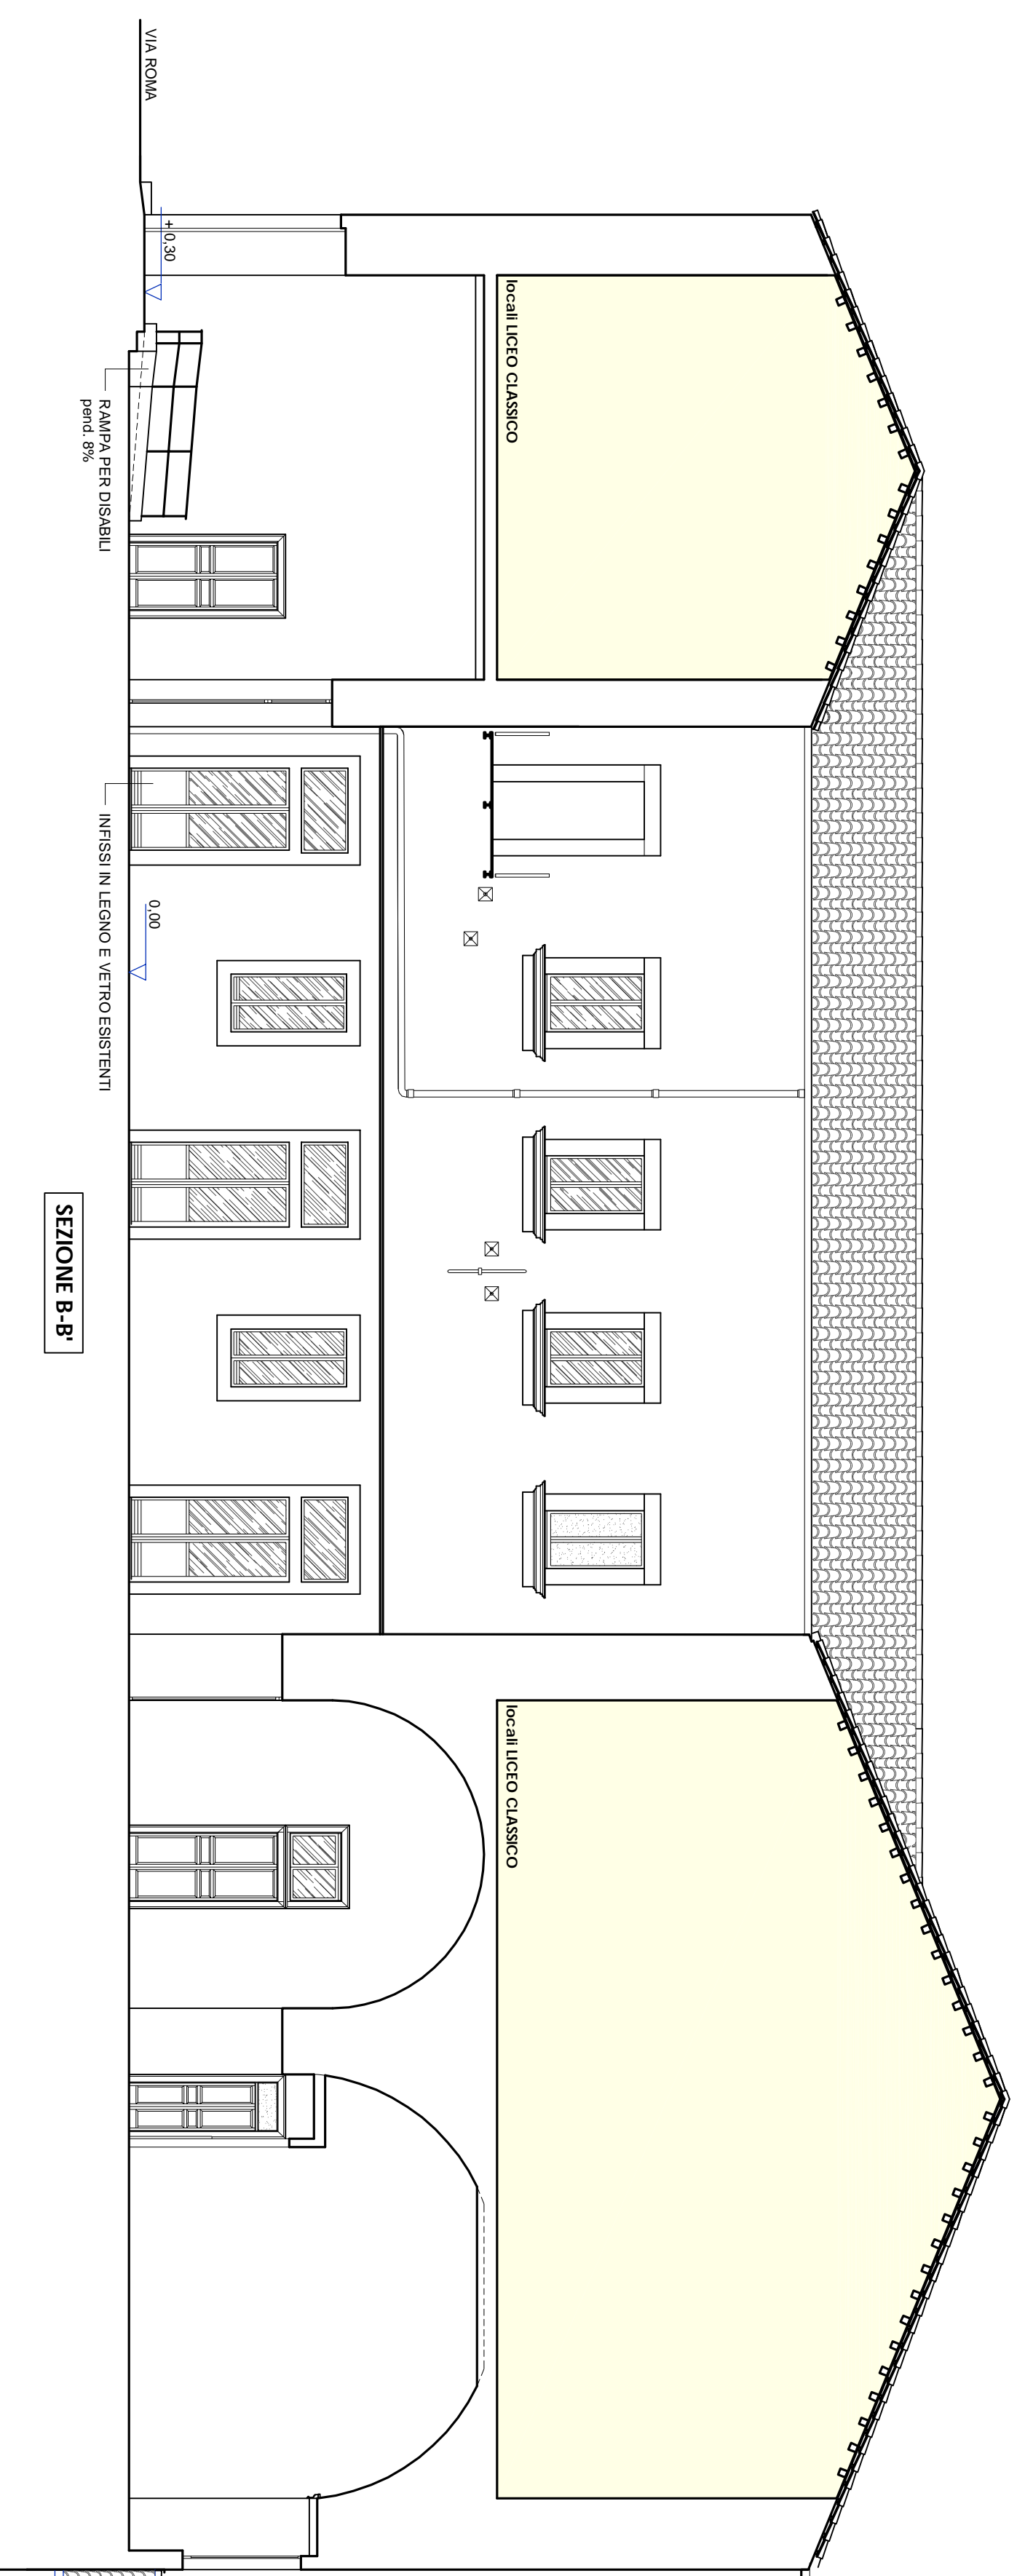 locali LICEO CLASSICO
locali LICEO CLASSICO
VIA ROMA
+ 0,30
0,00
RAMPA PER DISABILI
pend. 8%
INFISSI IN LEGNO E VETRO ESISTENTI
SEZIONE B-B'